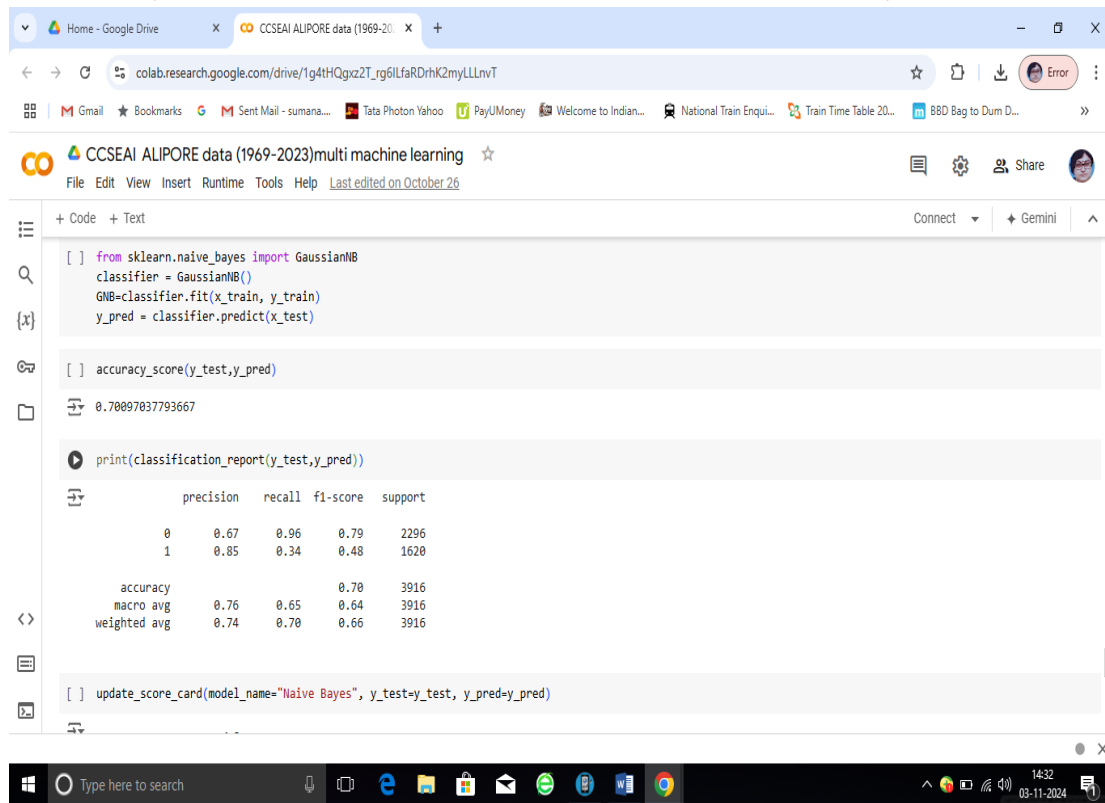 Home - Google Drive
CCSEAI ALIPORE data (1969-20
colab.research.google.com/drive/1g4tHQgxz2T_rg6ILfaRDrhK2myLLLnvT
Error
Gmail Bookmarks G Sent Mail - sumana.... Tata Photon Yahoo PayUMoney Welcome to Indian... National Train Enqui... Train Time Table 20... BBD Bag to Dum D...
CCSEAI ALIPORE data (1969-2023)multi machine learning
Share
File Edit View Insert Runtime Tools Help Last edited on October 26
+ Code + Text
Connect
Gemini
[ ] from sklearn.naive_bayes import GaussianNB
classifier = GaussianNB()
GNB=classifier.fit(x_train, y_train)
y_pred = classifier.predict(x_test)
[ ] accuracy_score(y_test,y_pred)
0.70097037793667
print(classification_report(y_test,y_pred))
precision recall f1-score support
0 0.67 0.96 0.79 2296
1 0.85 0.34 0.48 1620
accuracy 0.70 3916
macro avg 0.76 0.65 0.64 3916
weighted avg 0.74 0.70 0.66 3916
[ ] update_score_card(model_name="Naive Bayes", y_test=y_test, y_pred=y_pred)
Type here to search
14:32
03-11-2024